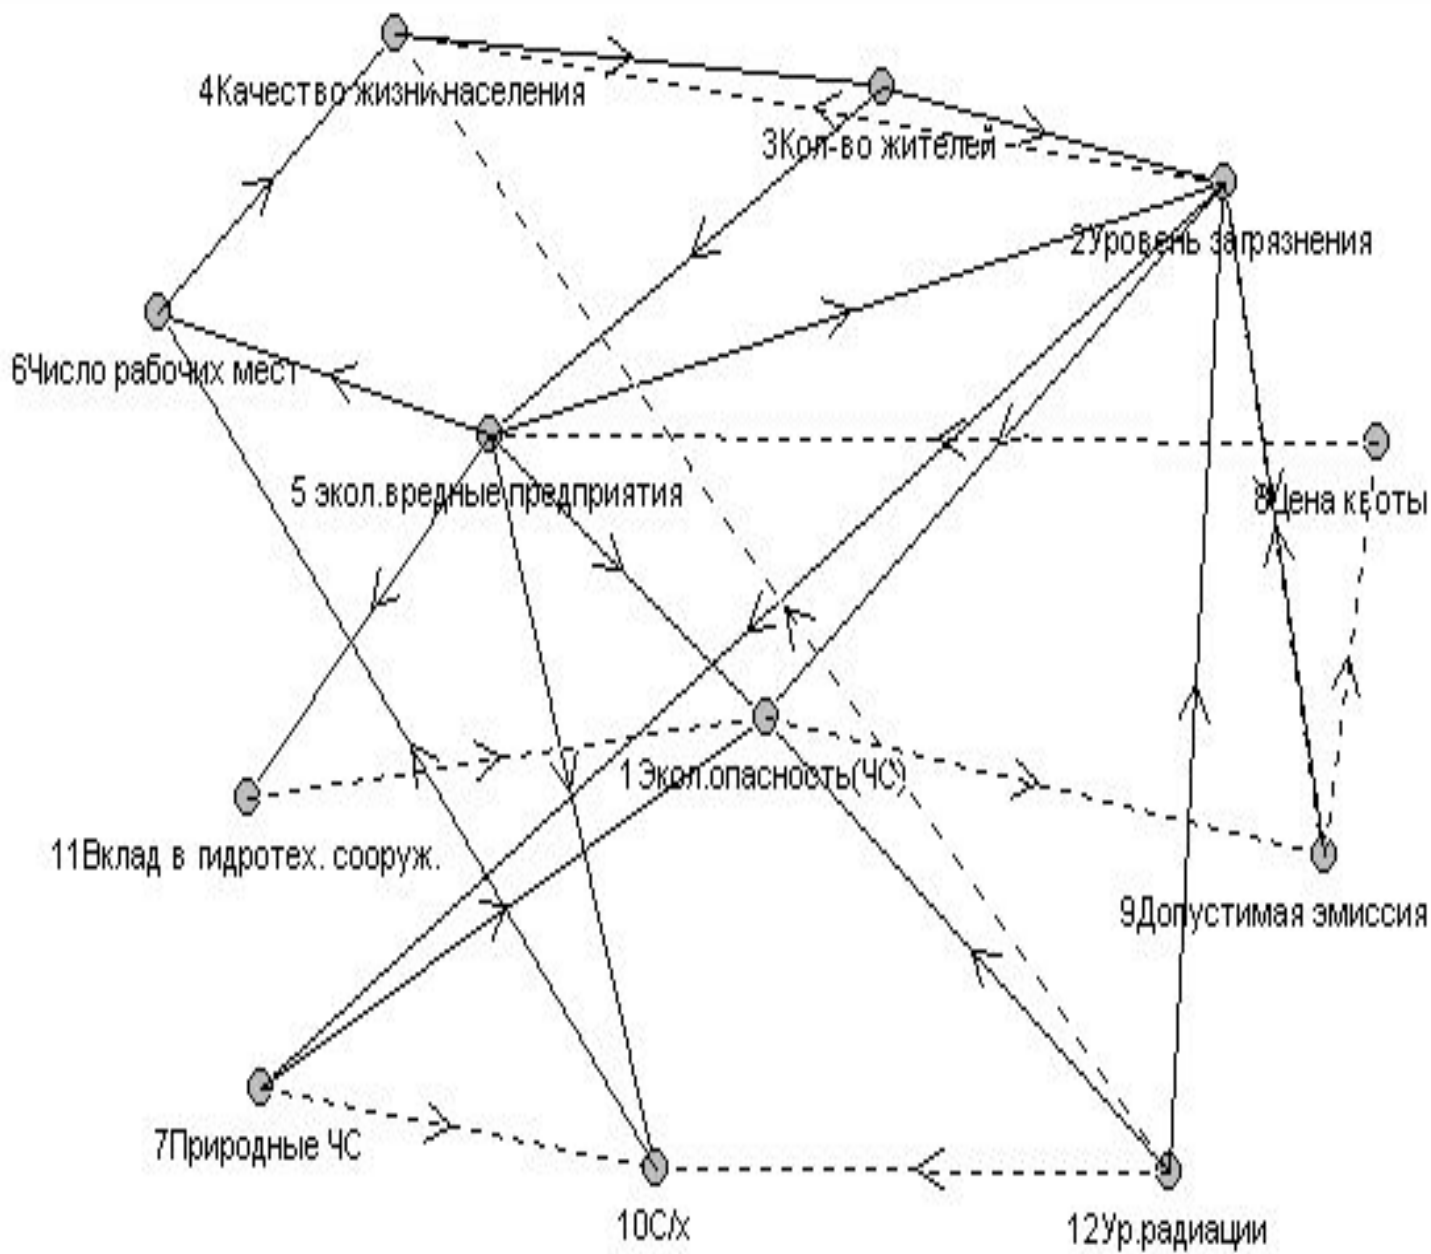 4Качество жизни населения
3Кол-во жителей
2Уровень загрязнения
6Число рабочих мест
5 экол.вредные предприятия
8Цена квоты
1Экол.опасность(ЧС)
11Вклад в гидротех. сооруж.
9Допустимая эмиссия
7Природные ЧС
10С/х
12Ур.радиации